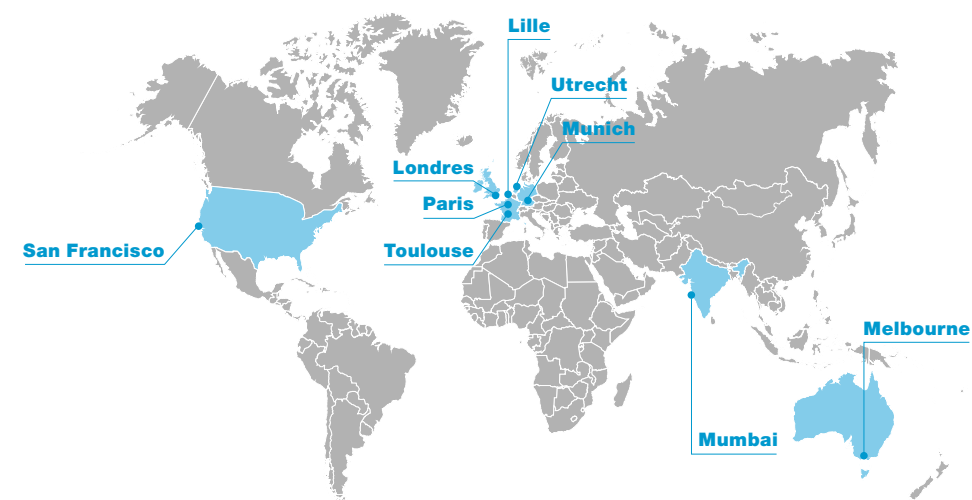 Lille
Utrecht
Munich
Londres
Paris
San Francisco
Toulouse
Melbourne
Mumbai